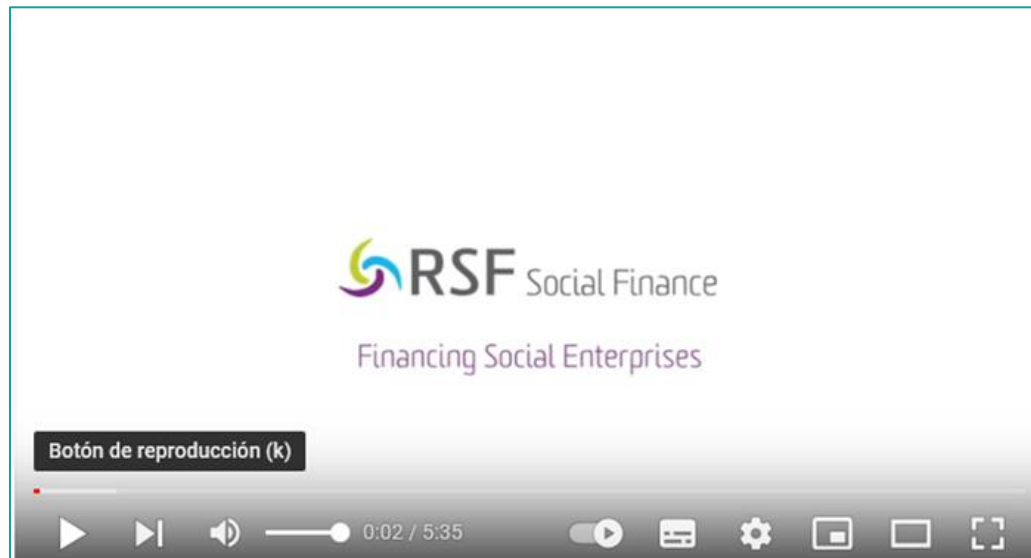 RSF Social Finance
Financing Social Enterprises
Botón de reproducción (k)
0:02 / 5:35